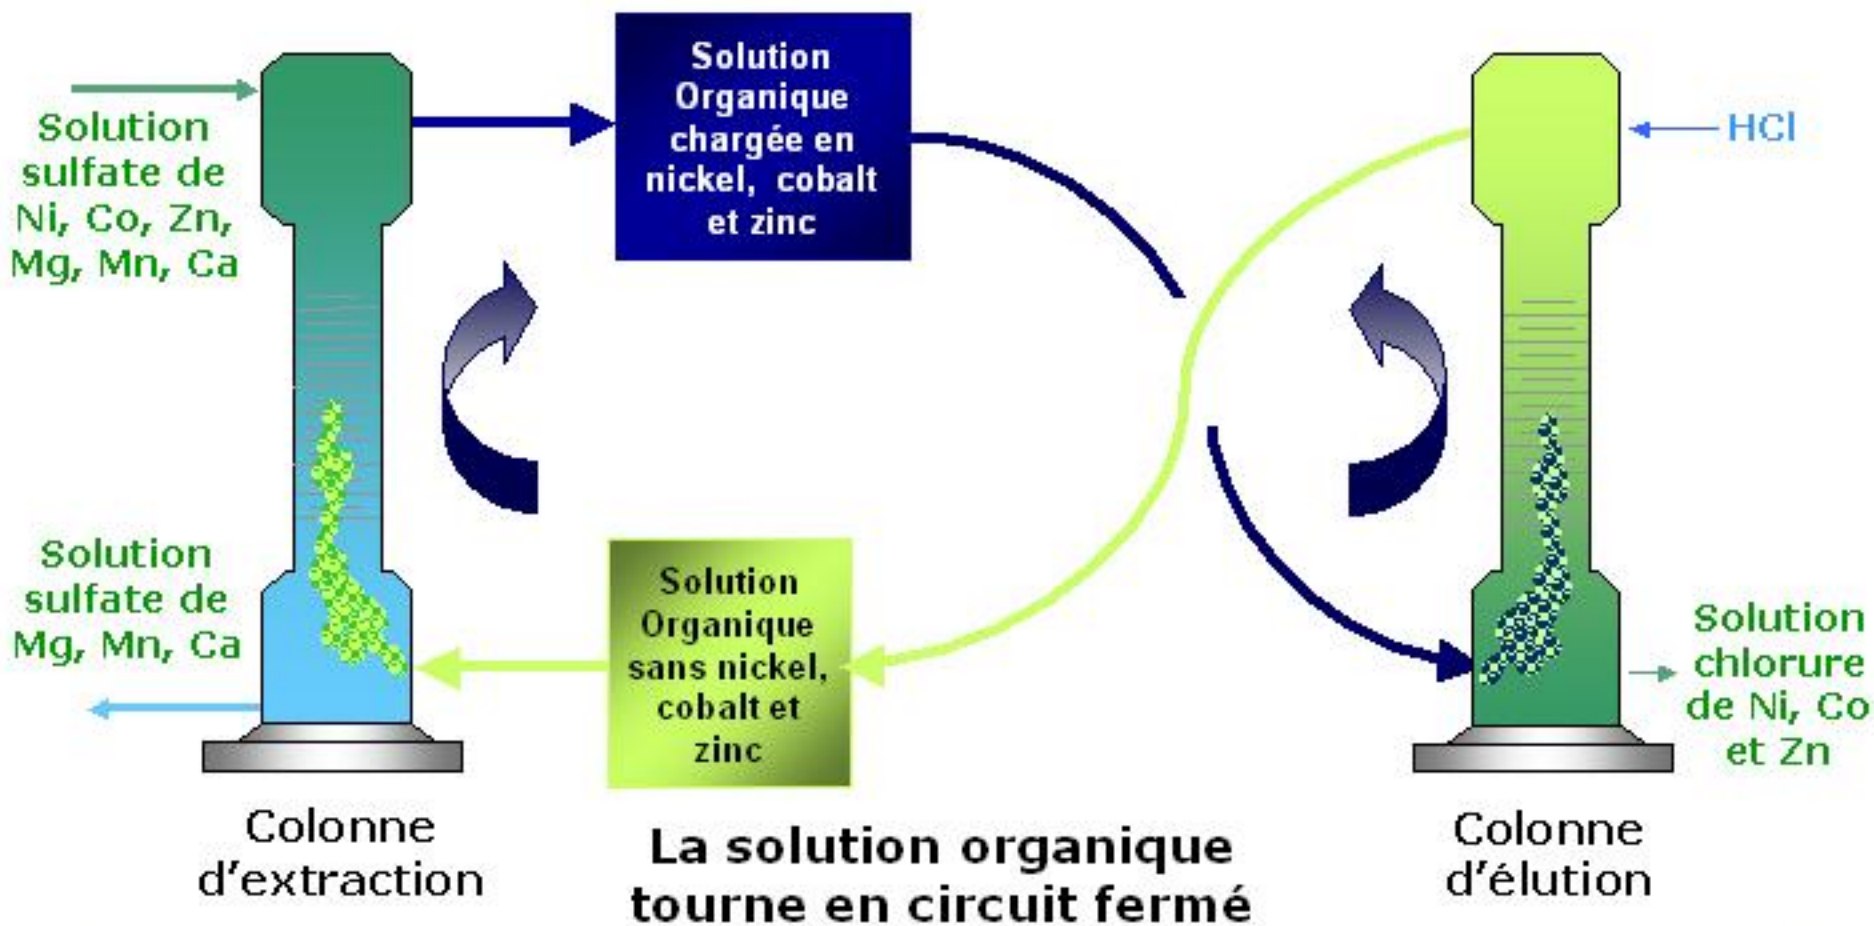 Solution
sulfate de
Ni, Co, Zn,
Mg, Mn, Ca
Solution
Organique
chargée en
nickel, cobalt
et zinc
HCl
Solution
sulfate de
Mg, Mn, Ca
Solution
Organique
sans nickel,
cobalt et
zinc
Solution
chlorure
de Ni, Co
et Zn
Colonne
d'extraction
La solution organique
tourne en circuit fermé
Colonne
d'élution